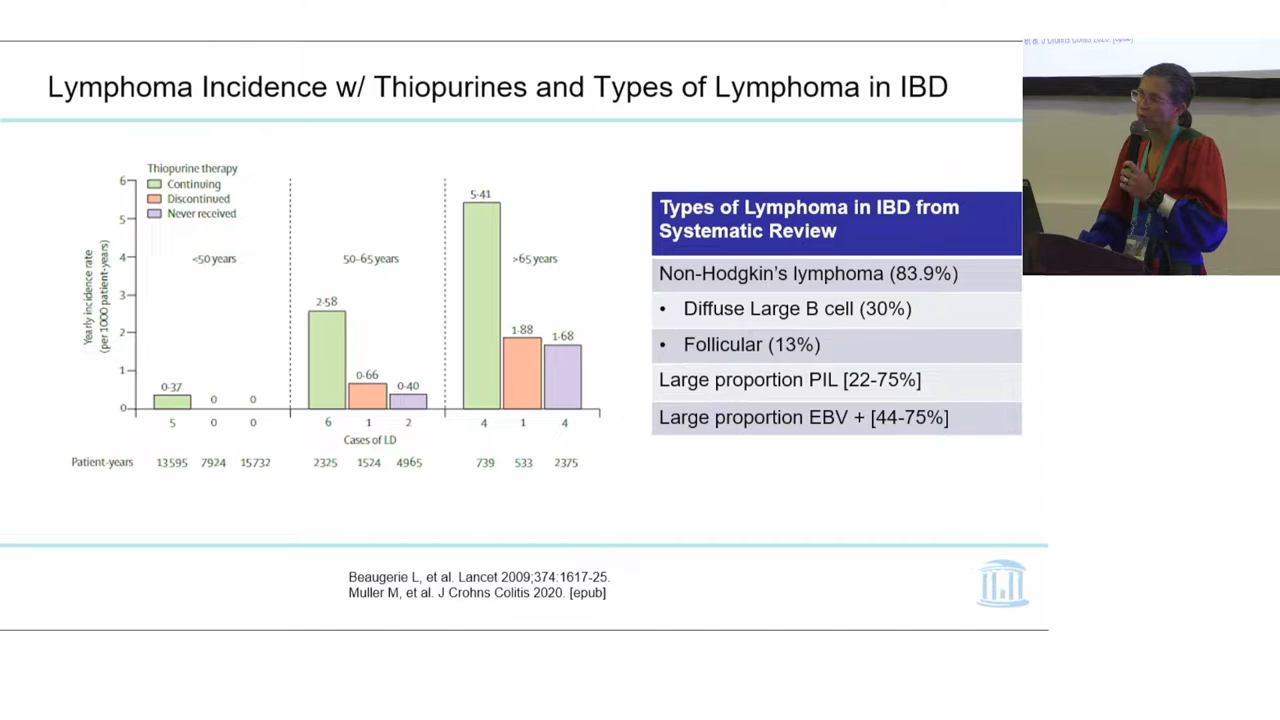 Lymphoma Incidence w/ Thiopurines and Types of Lymphoma in IBD
et al. J Crohns Colitis 2020. [epub]
Thiopurine therapy
Continuing
Discontinued
Never received
Yearly incidence rate
(per 1000 patient-years)
6
5
4
3
2
1
0
<50 years
50–65 years
>65 years
0·37
0
0
2·58
0·66
0·40
5·41
1·88
1·68
5
0
0
6
1
2
4
1
4
Cases of LD
Patient-years
13595
7924
15732
2325
1524
4965
739
533
2375
Types of Lymphoma in IBD from
Systematic Review
Non-Hodgkin's lymphoma (83.9%)
• Diffuse Large B cell (30%)
• Follicular (13%)
Large proportion PIL [22-75%]
Large proportion EBV + [44-75%]
Beaugerie L, et al. Lancet 2009;374:1617-25.
Muller M, et al. J Crohns Colitis 2020. [epub]